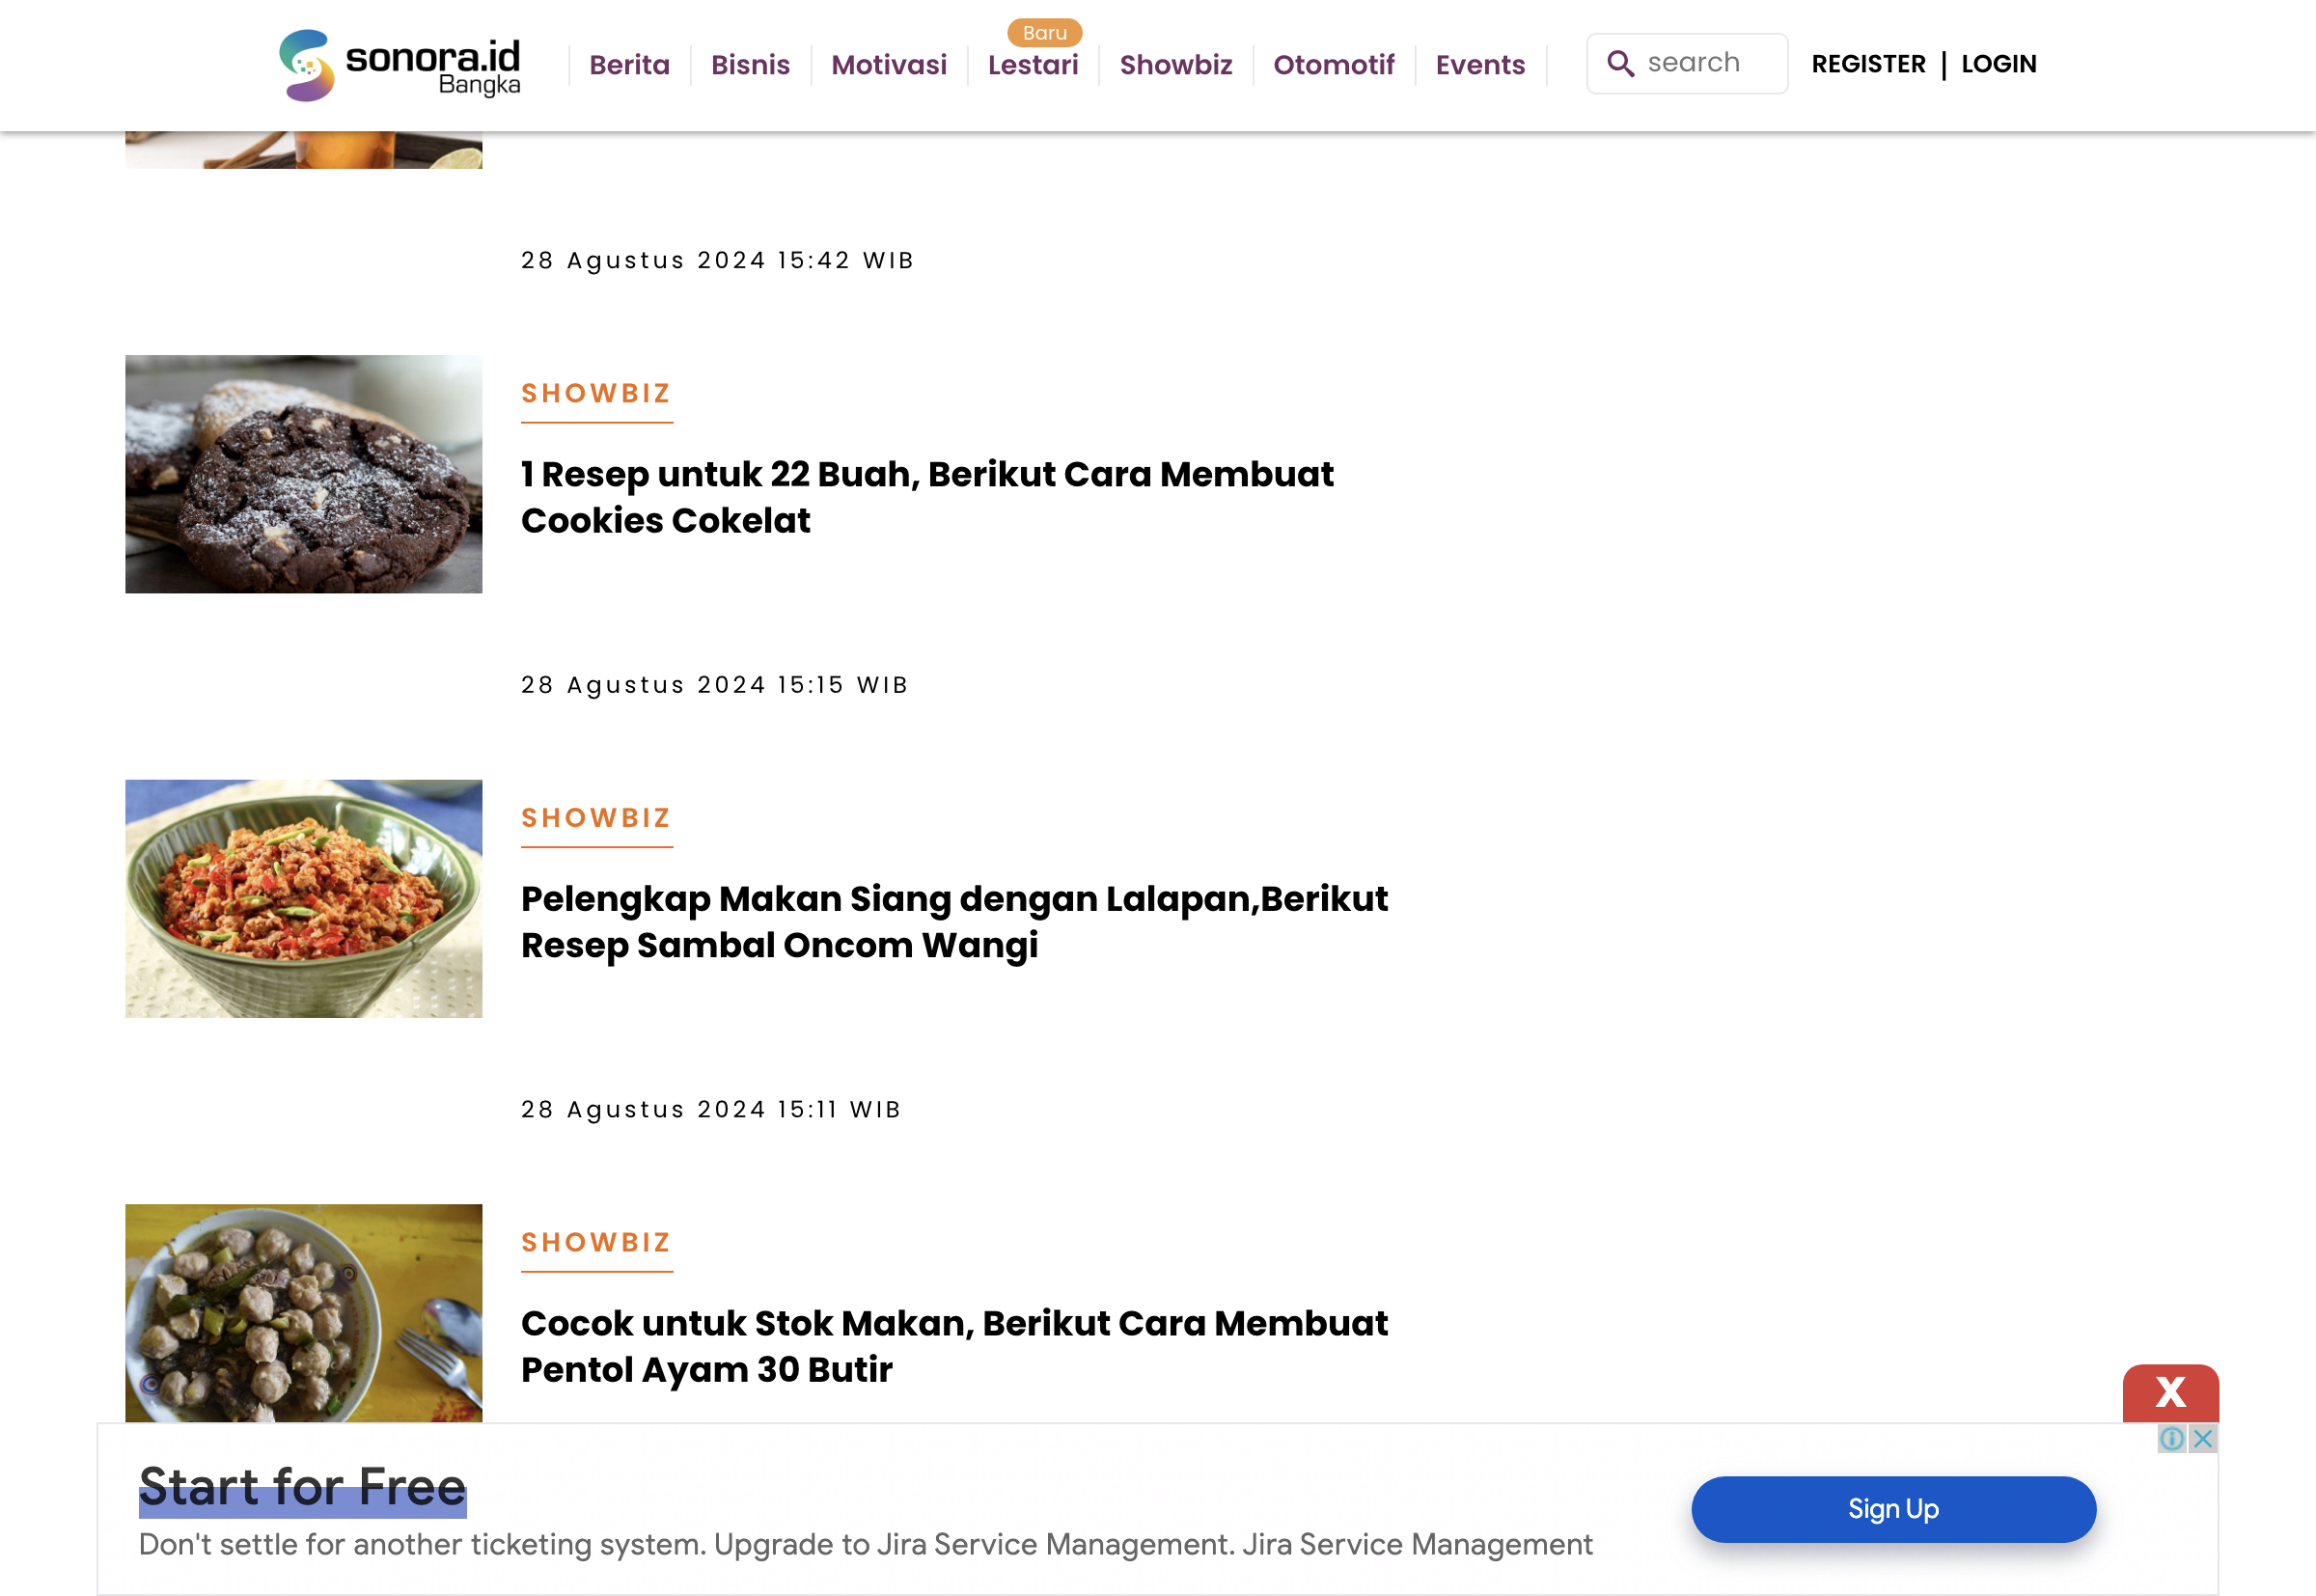 sonora.id
Bangka
Berita
Bisnis
Motivasi
Baru
Lestari
Showbiz
Otomotif
Events
search
REGISTER | LOGIN
28 Agustus 2024 15:42 WIB
SHOWBIZ
1 Resep untuk 22 Buah, Berikut Cara Membuat
Cookies Cokelat
28 Agustus 2024 15:15 WIB
SHOWBIZ
Pelengkap Makan Siang dengan Lalapan,Berikut
Resep Sambal Oncom Wangi
28 Agustus 2024 15:11 WIB
SHOWBIZ
Cocok untuk Stok Makan, Berikut Cara Membuat
Pentol Ayam 30 Butir
X
Start for Free
Don't settle for another ticketing system. Upgrade to Jira Service Management. Jira Service Management
Sign Up